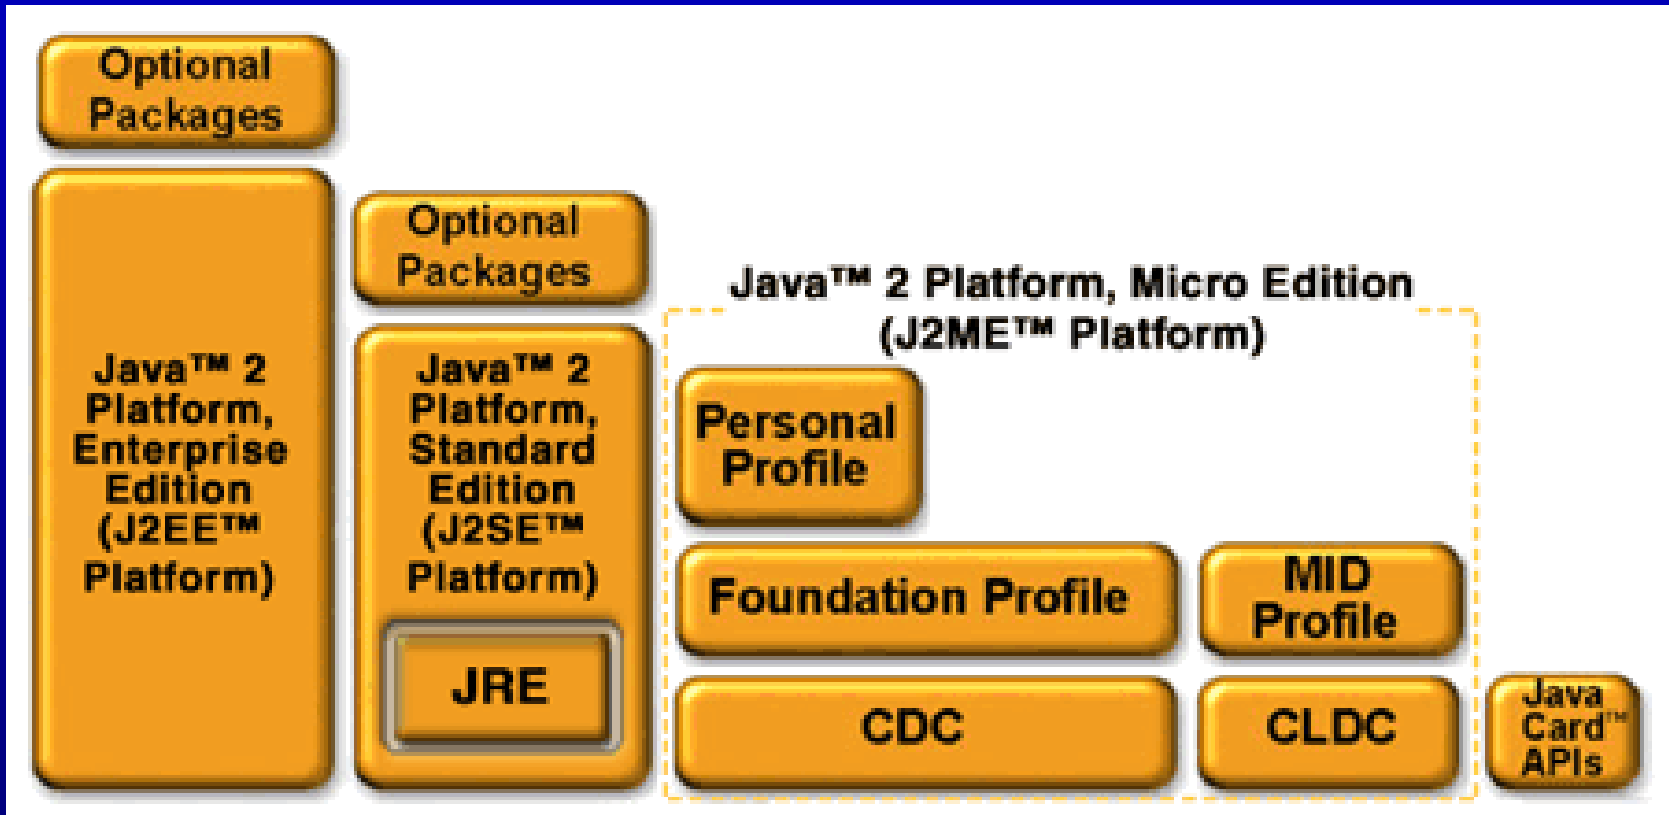 Optional
Packages
Java™ 2
Platform,
Enterprise
Edition
(J2EE™
Platform)
Optional
Packages
Java™ 2
Platform,
Standard
Edition
(J2SE™
Platform)
JRE
Java™ 2 Platform, Micro Edition
(J2ME™ Platform)
Personal
Profile
Foundation Profile
MID
Profile
CDC
CLDC
Java
Card™
APIs